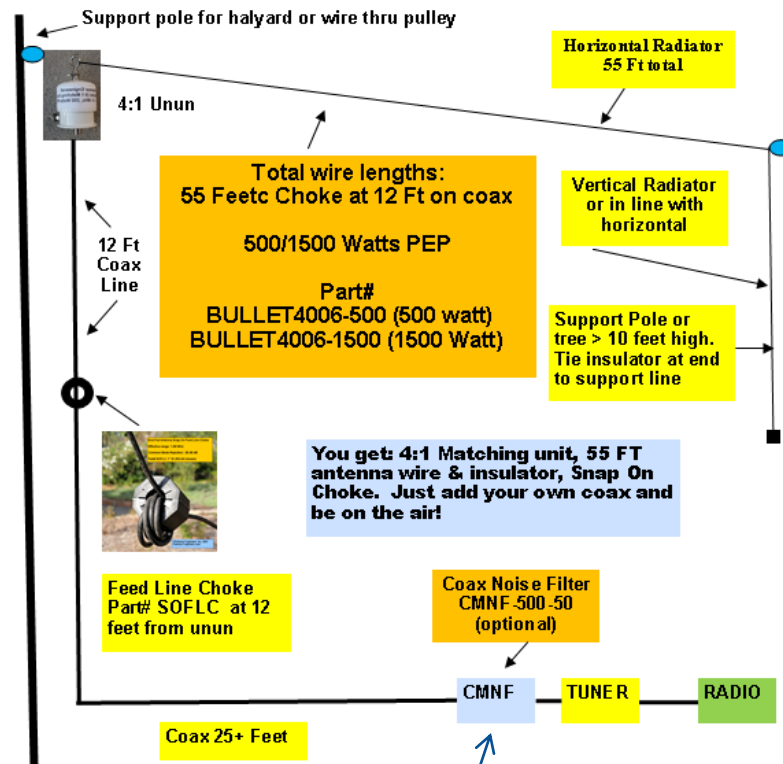 Support pole for halyard or wire thru pulley
Horizontal Radiator
55 Ft total
4:1 Unun
Total wire lengths:
55 Feetc Choke at 12 Ft on coax
500/1500 Watts PEP
Part#
BULLET4006-500 (500 watt)
BULLET4006-1500 (1500 Watt)
Vertical Radiator
or in line with
horizontal
12 Ft
Coax
Line
Support Pole or
tree > 10 feet high.
Tie insulator at end
to support line
You get: 4:1 Matching unit, 55 FT
antenna wire & insulator, Snap On
Choke.  Just add your own coax and
be on the air!
Feed Line Choke
Part# SOFLC  at 12
feet from unun
Coax Noise Filter
CMNF-500-50
(optional)
CMNF
TUNER
RADIO
Coax 25+ Feet